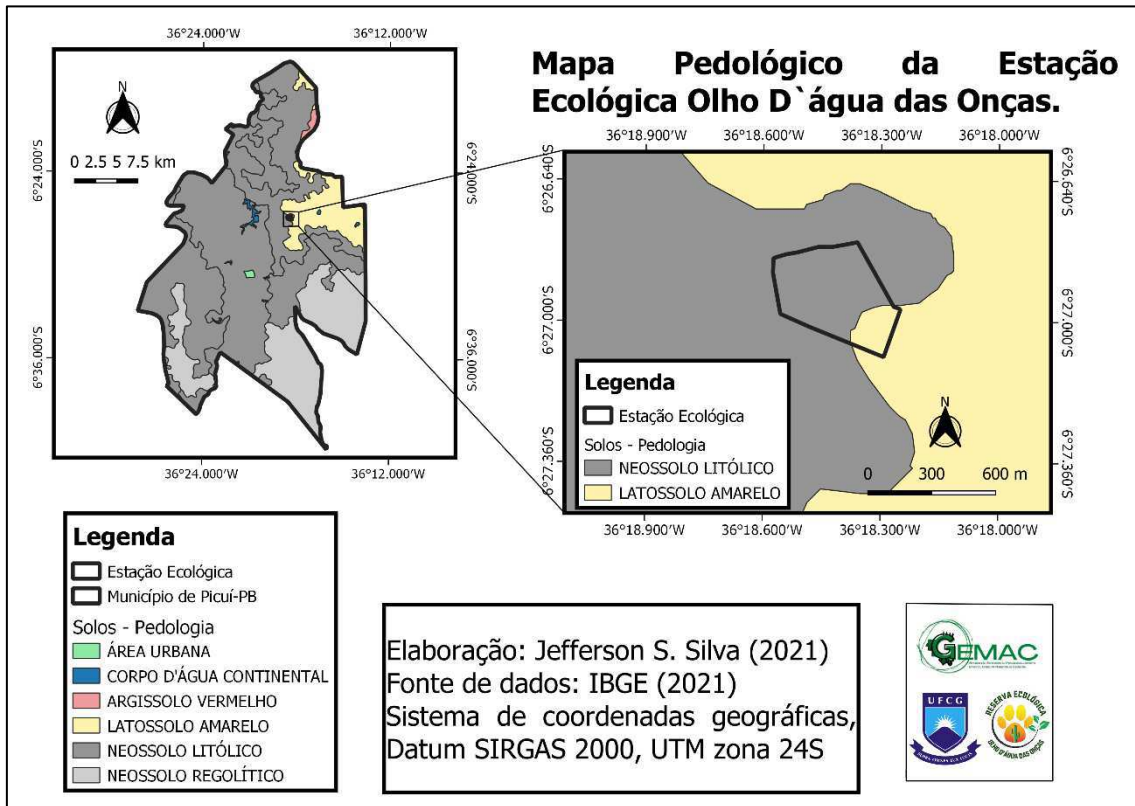 Mapa Pedológico da Estação
Ecológica Olho D`água das Onças.
36°24.000'W 36°12.000'W
N
0 2.5 5 7.5 km
6°24.000'S
6°36.000'S
6°24.000'S
6°36.000'S
36°24.000'W 36°12.000'W
36°18.900'W 36°18.600'W 36°18.300'W 36°18.000'W
6°26.640'S
6°27.000'S
6°27.360'S
6°26.640'S
6°27.000'S
6°27.360'S
Legenda
Estação Ecológica
Solos - Pedologia
NEOSSOLO LITÓLICO
LATOSSOLO AMARELO
N
0 300 600 m
36°18.900'W 36°18.600'W 36°18.300'W 36°18.000'W
Legenda
Estação Ecológica
Município de Picuí-PB
Solos - Pedologia
ÁREA URBANA
CORPO D'ÁGUA CONTINENTAL
ARGISSOLO VERMELHO
LATOSSOLO AMARELO
NEOSSOLO LITÓLICO
NEOSSOLO REGOLÍTICO
Elaboração: Jefferson S. Silva (2021)
Fonte de dados: IBGE (2021)
Sistema de coordenadas geográficas,
Datum SIRGAS 2000, UTM zona 24S
GEMAC
UFCG
RESERVA ECOLÓGICA
OLHO D'ÁGUA DAS ONÇAS